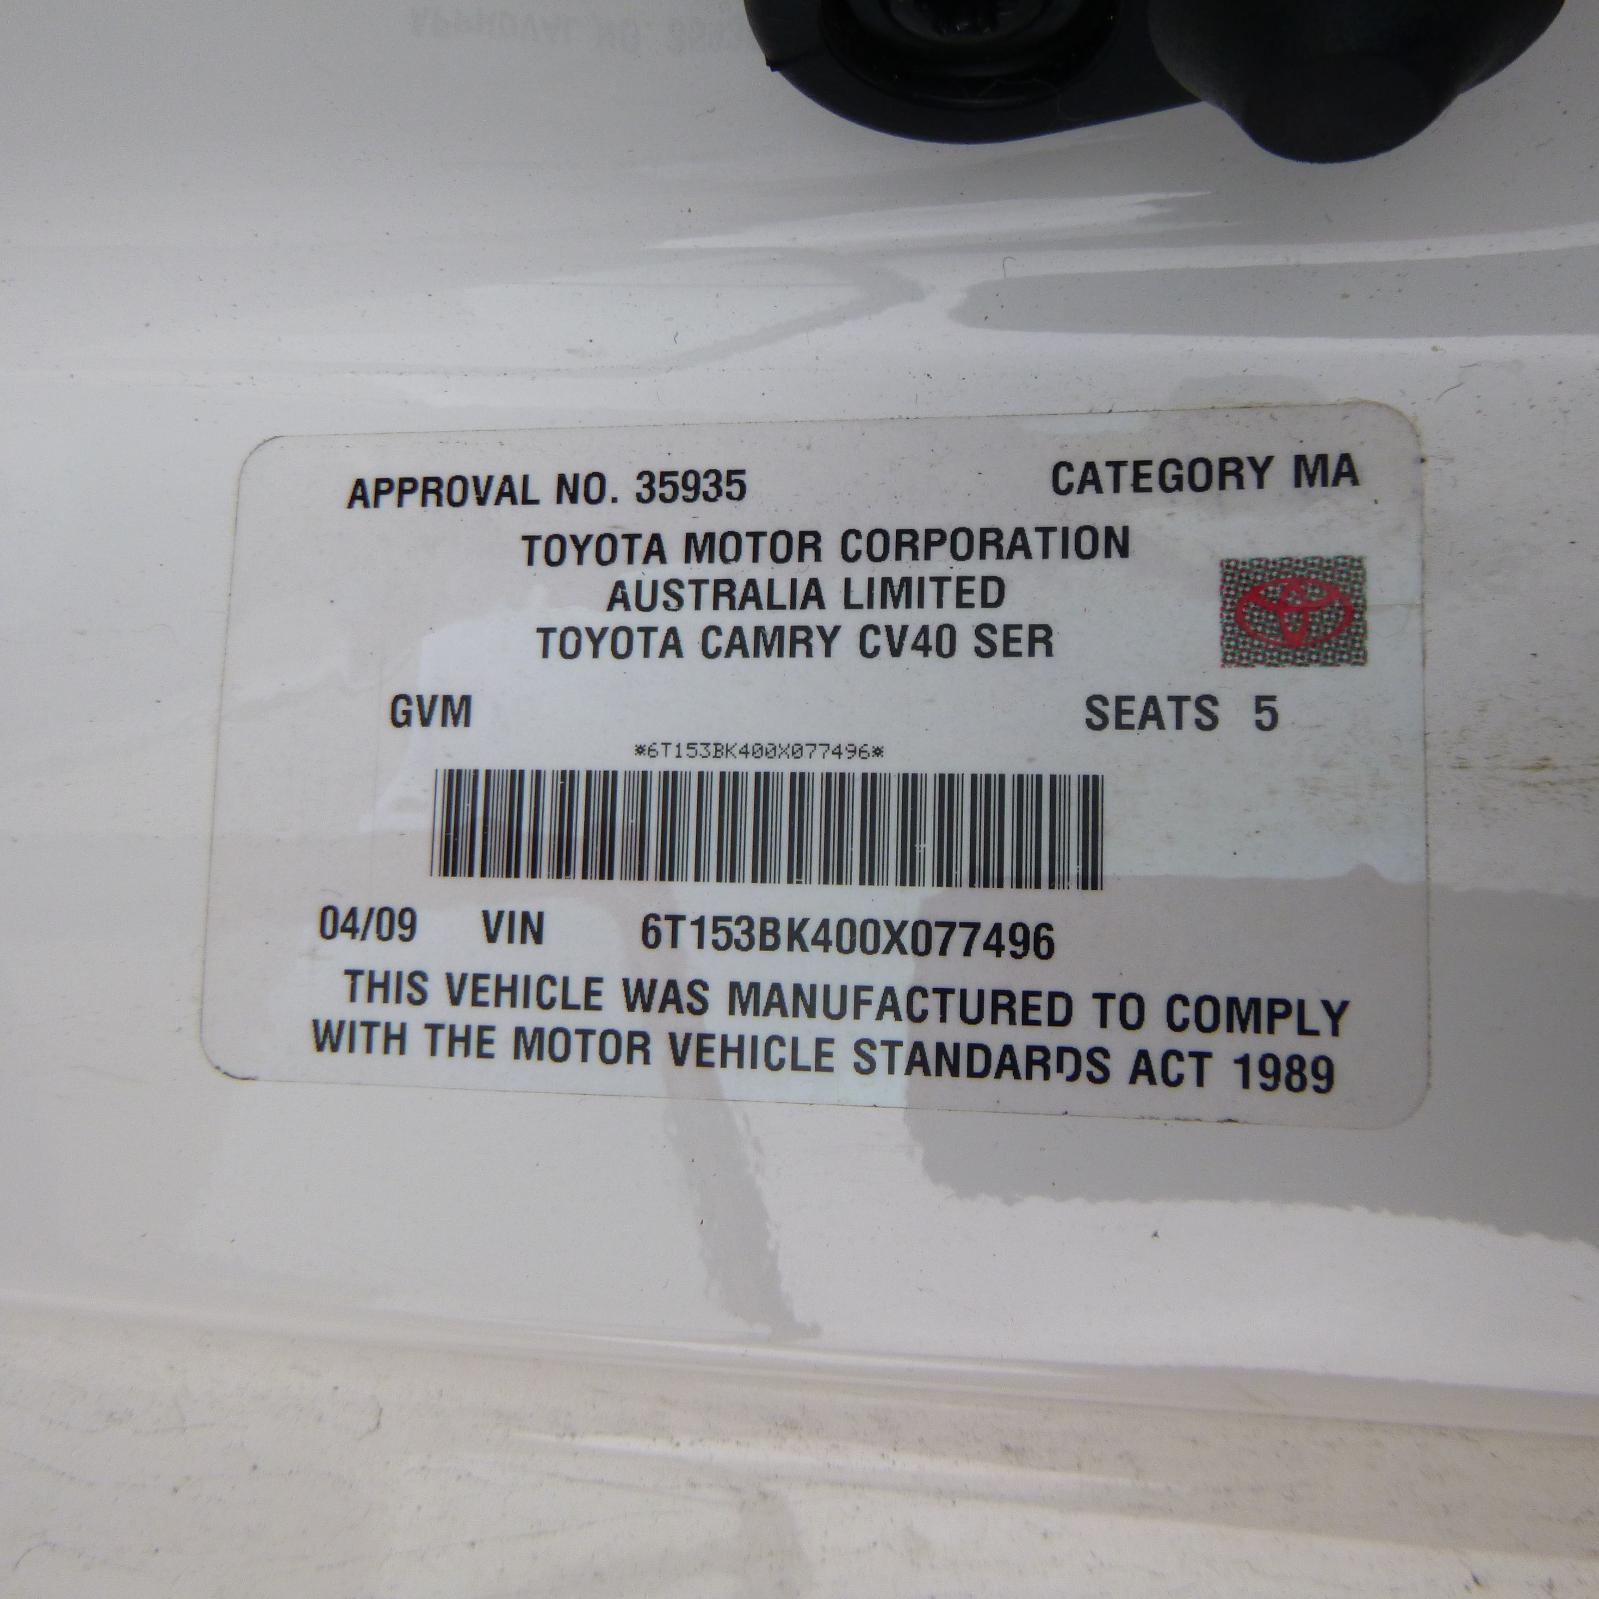 APPROVAL NO. 35935 CATEGORY MA
TOYOTA MOTOR CORPORATION
AUSTRALIA LIMITED
TOYOTA CAMRY CV40 SER
GVM SEATS 5
*6T153BK400X077496*
04/09 VIN 6T153BK400X077496
THIS VEHICLE WAS MANUFACTURED TO COMPLY
WITH THE MOTOR VEHICLE STANDARDS ACT 1989